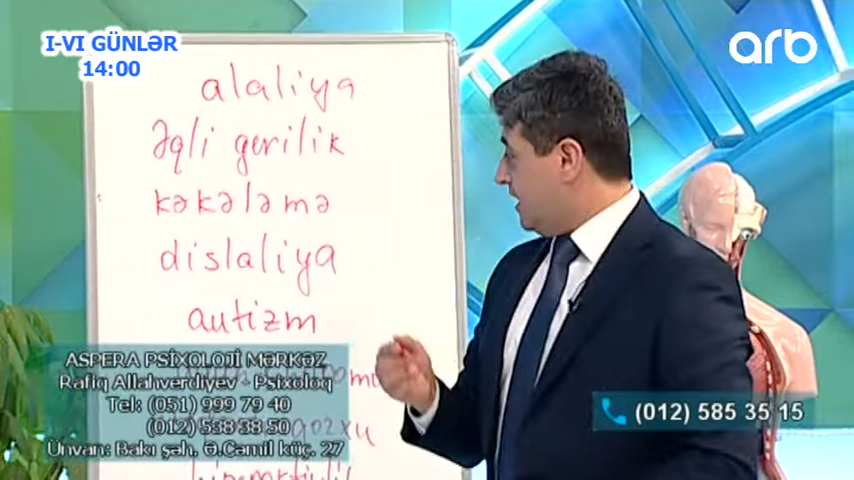 I-VI GÜNLƏR
14:00
arb
alaliya
Əqli gerilik
kəkələmə
dislaliya
autizm
ASPERA PSİXOLOJİ MƏRKƏZ
Rafiq Allahverdiyev - Psixoloq
Tel: (051) 999 79 40
(012) 538 38 50
Ünvan: Bakı şəh. Ə.Cəmil küç. 27
(012) 585 35 15